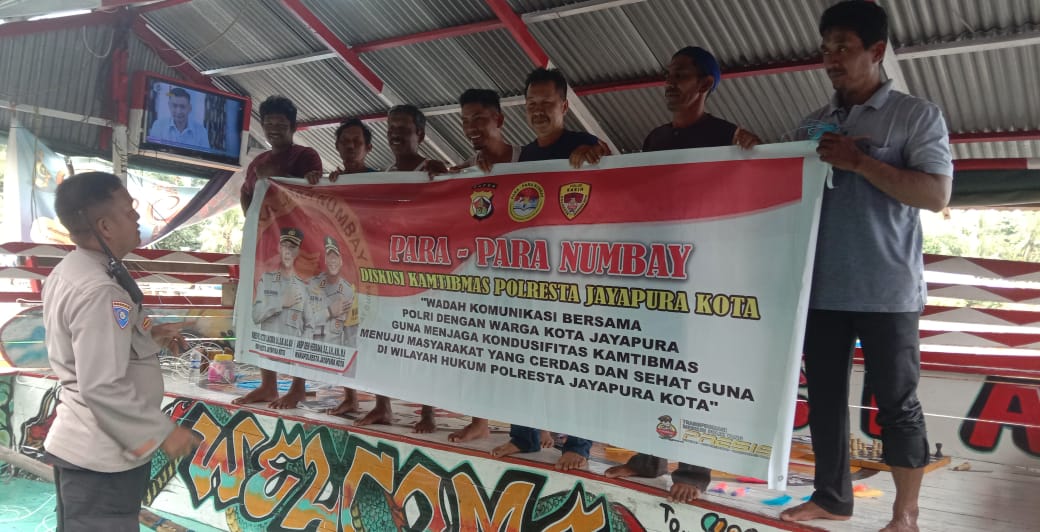 PARA - PARA NUMBAY
DISKUSI KAMTIBMAS POLRESTA JAYAPURA KOTA
"WADAH KOMUNIKASI BERSAMA
POLRI DENGAN WARGA KOTA JAYAPURA
GUNA MENJAGA KONDUSIFITAS KAMTIBMAS
MENUJU MASYARAKAT YANG CERDAS DAN SEHAT GUNA
DI WILAYAH HUKUM POLRESTA JAYAPURA KOTA"
WELCOME
To